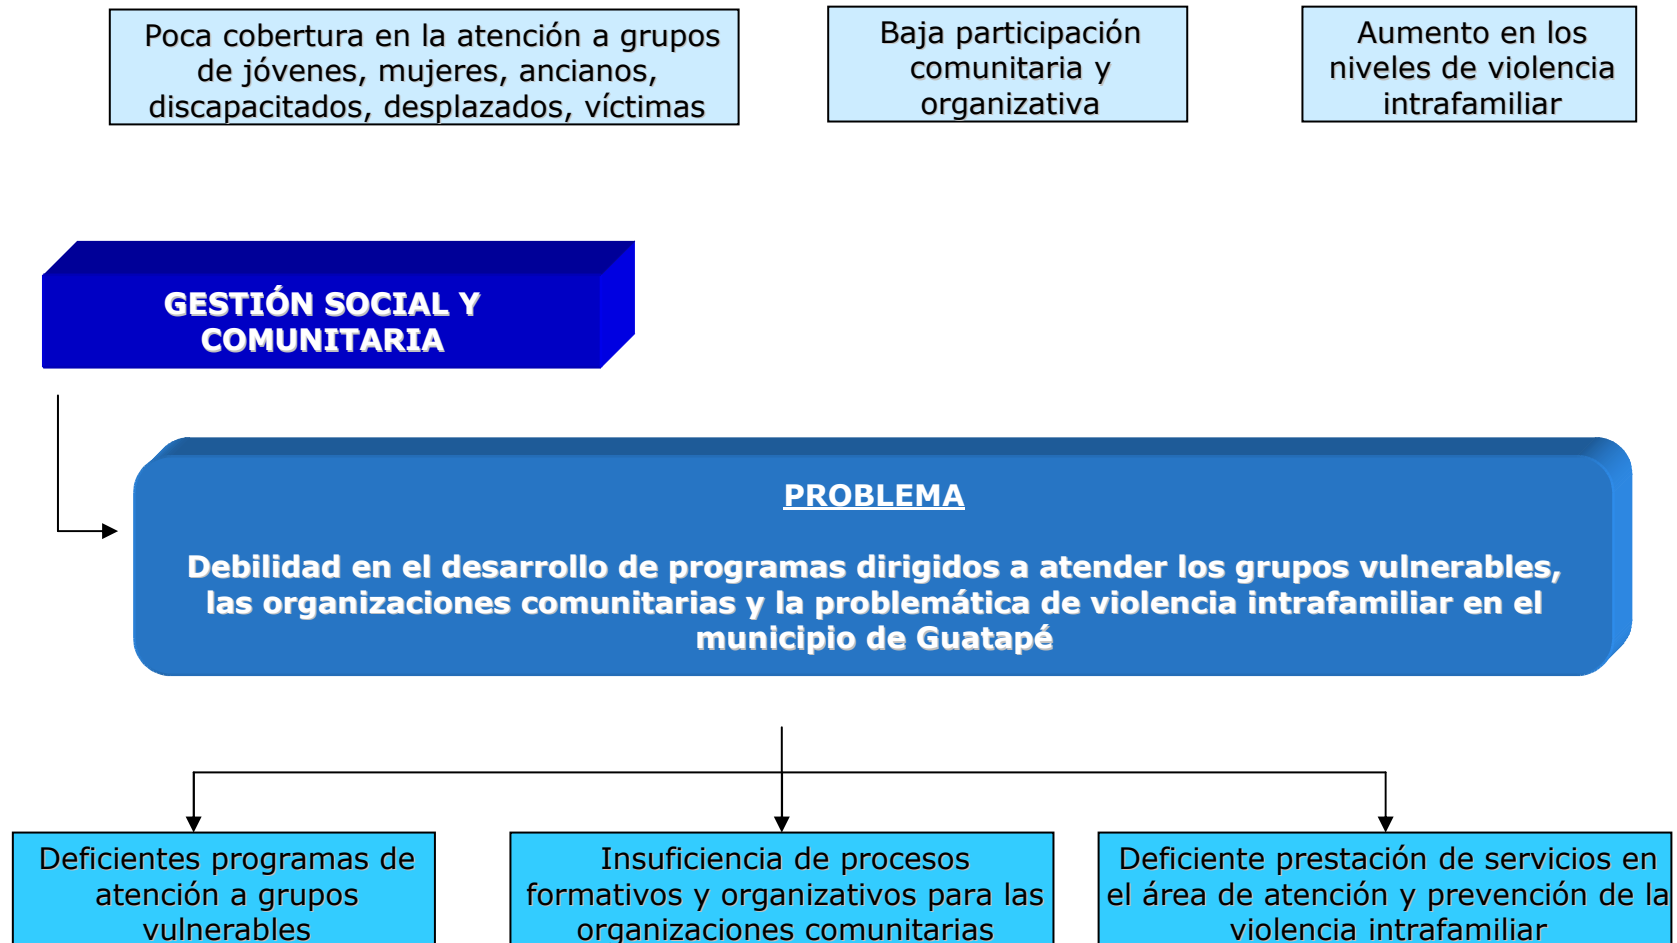 Poca cobertura en la atención a grupos
de jóvenes, mujeres, ancianos,
discapacitados, desplazados, víctimas
Baja participación
comunitaria y
organizativa
Aumento en los
niveles de violencia
intrafamiliar
GESTIÓN SOCIAL Y
COMUNITARIA
PROBLEMA
Debilidad en el desarrollo de programas dirigidos a atender los grupos vulnerables,
las organizaciones comunitarias y la problemática de violencia intrafamiliar en el
municipio de Guatapé
Deficientes programas de
atención a grupos
vulnerables
Insuficiencia de procesos
formativos y organizativos para las
organizaciones comunitarias
Deficiente prestación de servicios en
el área de atención y prevención de la
violencia intrafamiliar